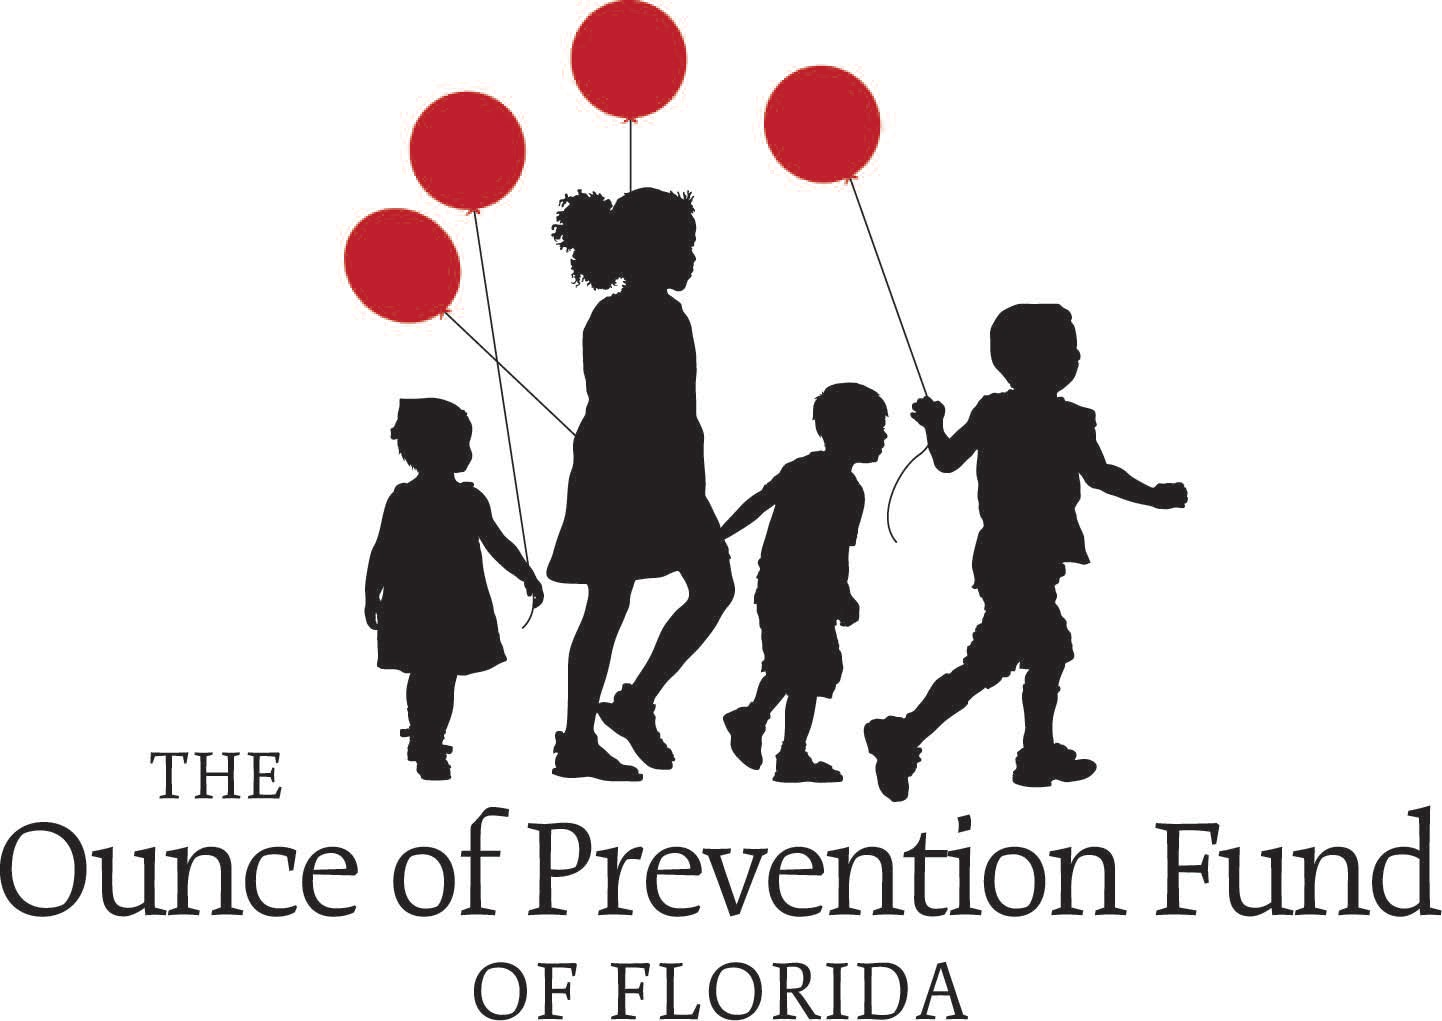 THE
Ounce of Prevention Fund
OF FLORIDA